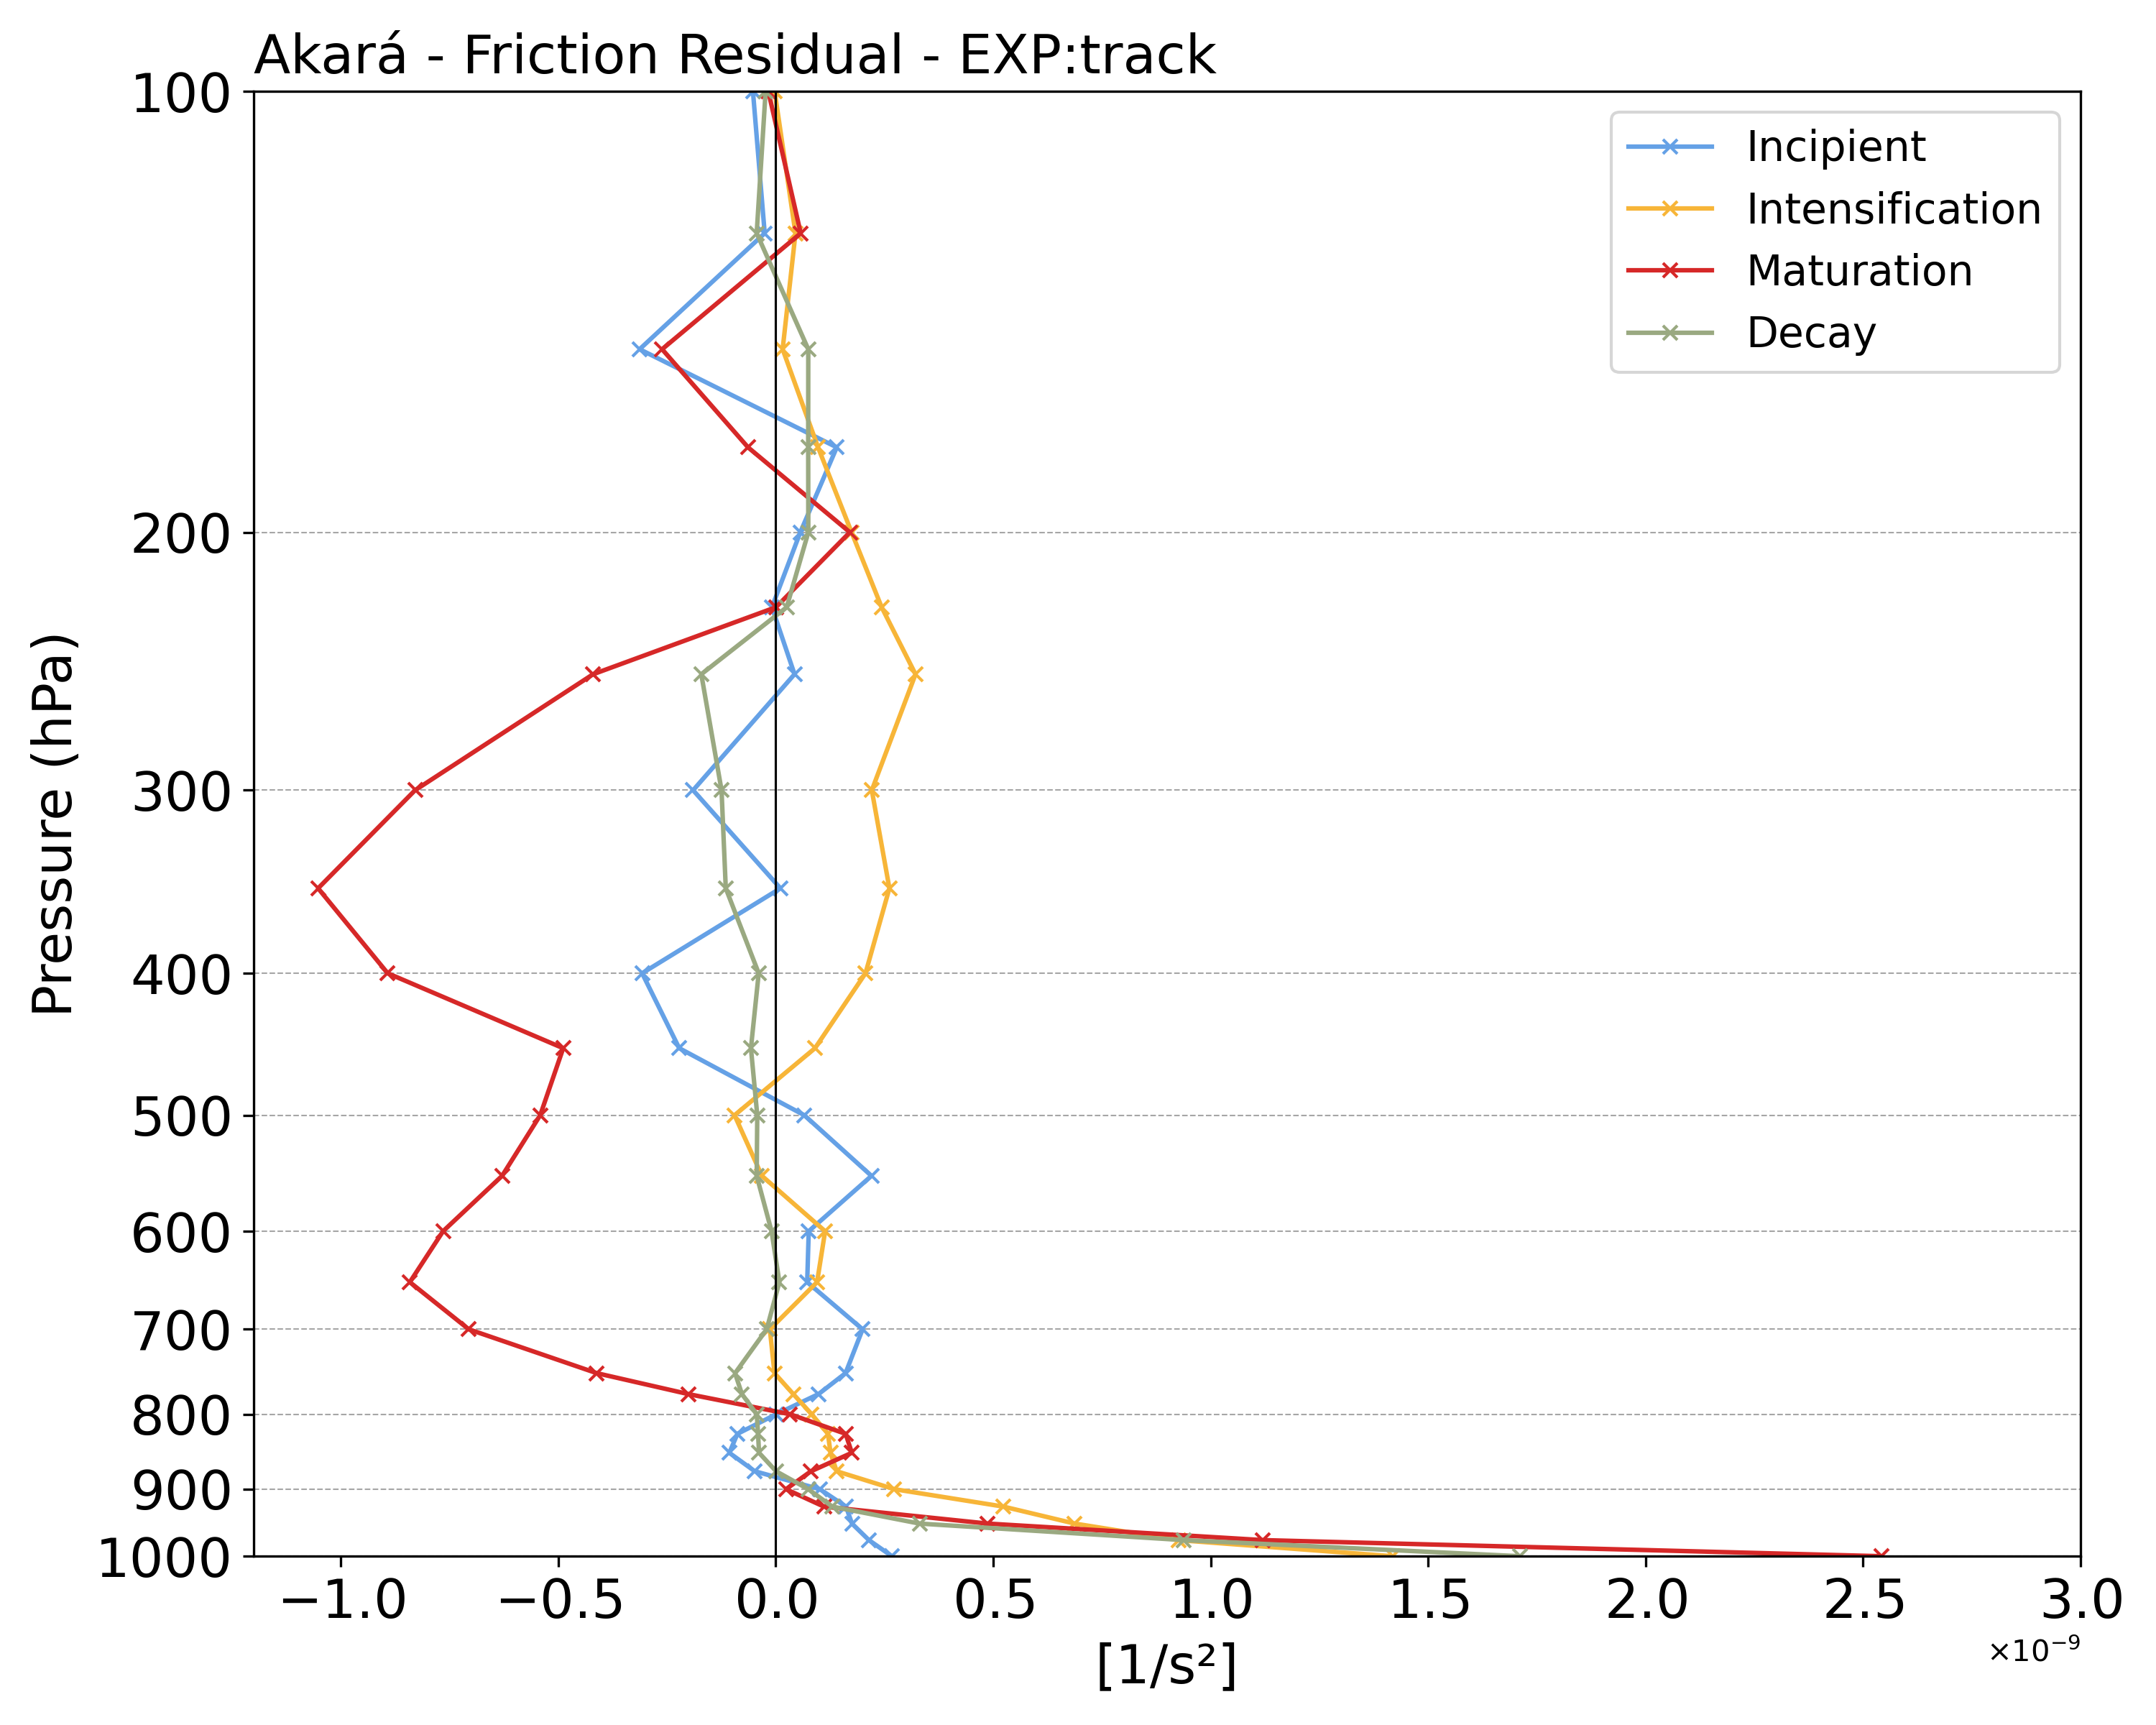 Akará - Friction Residual - EXP:track
100
200
300
400
500
600
700
800
900
1000
Pressure (hPa)
Incipient
Intensification
Maturation
Decay
−1.0 −0.5 0.0 0.5 1.0 1.5 2.0 2.5 3.0
×10⁻⁹
[1/s²]